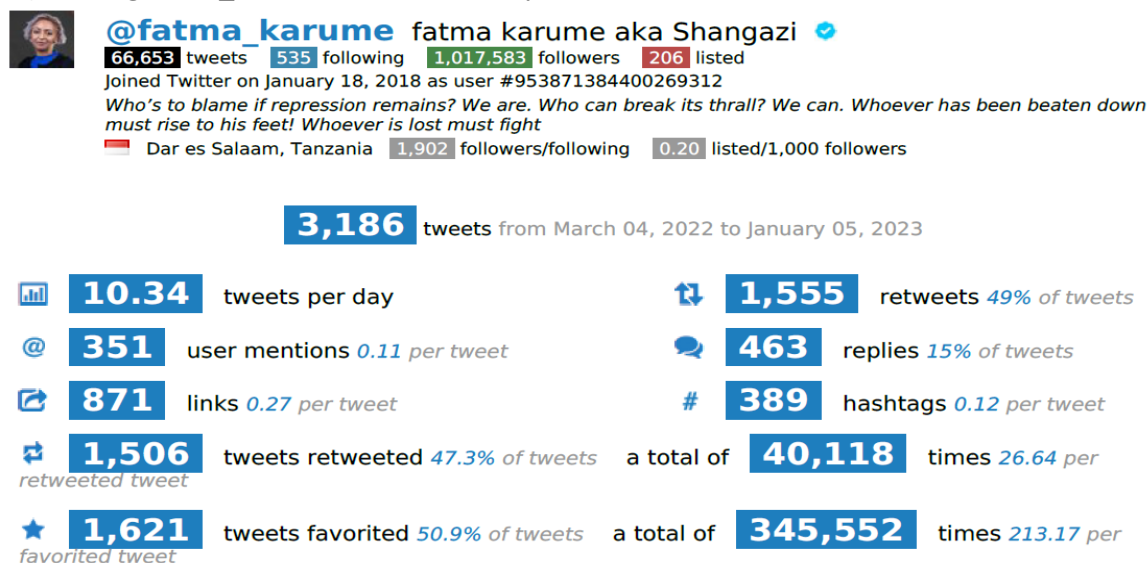 @fatma_karume fatma karume aka Shangazi
66,653 tweets 535 following 1,017,583 followers 206 listed
Joined Twitter on January 18, 2018 as user #953871384400269312
Who's to blame if repression remains? We are. Who can break its thrall? We can. Whoever has been beaten down
must rise to his feet! Whoever is lost must fight
Dar es Salaam, Tanzania 1,902 followers/following 0.20 listed/1,000 followers
3,186 tweets from March 04, 2022 to January 05, 2023
10.34 tweets per day
1,555 retweets 49% of tweets
@ 351 user mentions 0.11 per tweet
463 replies 15% of tweets
871 links 0.27 per tweet
# 389 hashtags 0.12 per tweet
1,506 tweets retweeted 47.3% of tweets a total of 40,118 times 26.64 per
retweeted tweet
1,621 tweets favorited 50.9% of tweets a total of 345,552 times 213.17 per
favorited tweet